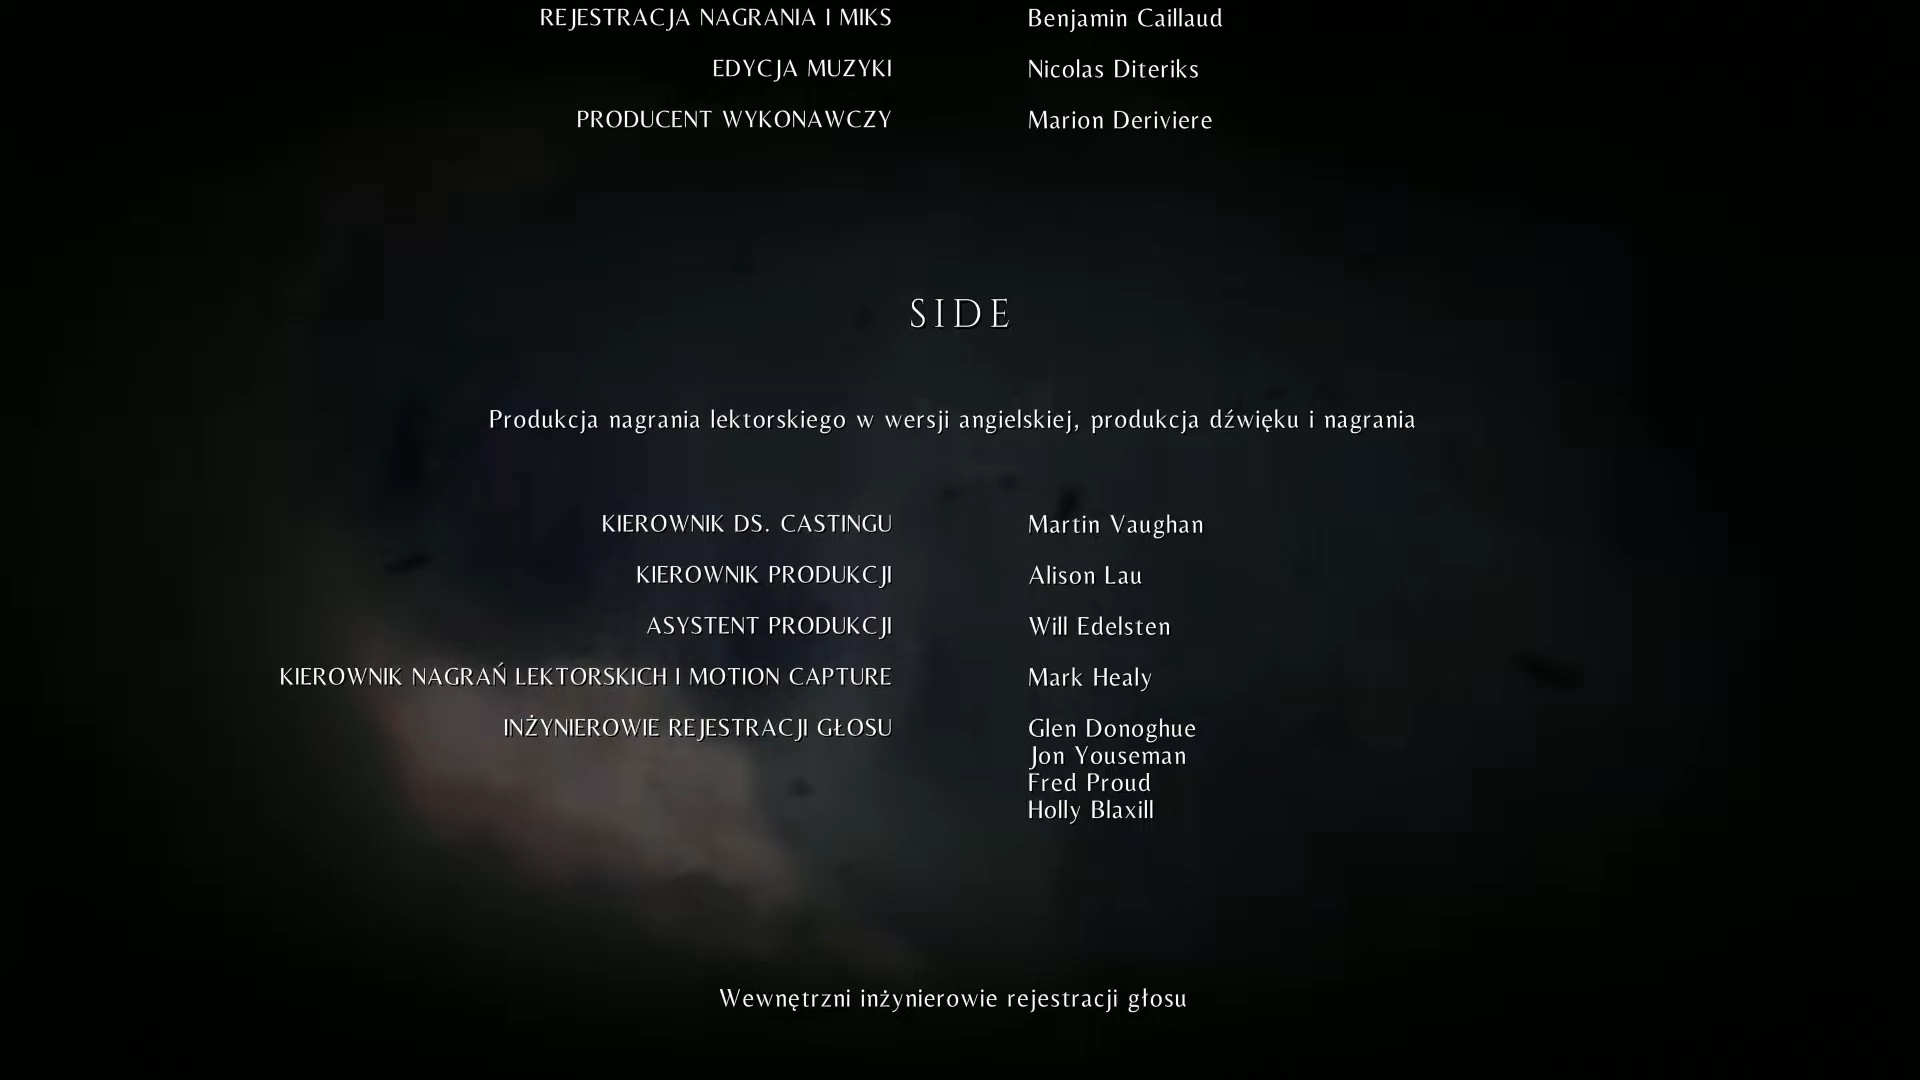 REJESTRACJA NAGRANIA I MIKS Benjamin Caillaud
EDYCJA MUZYKI Nicolas Diteriks
PRODUCENT WYKONAWCZY Marion Deriviere
SIDE
Produkcja nagrania lektorskiego w wersji angielskiej, produkcja dźwięku i nagrania
KIEROWNIK DS. CASTINGU Martin Vaughan
KIEROWNIK PRODUKCJI Alison Lau
ASYSTENT PRODUKCJI Will Edelsten
KIEROWNIK NAGRAŃ LEKTORSKICH I MOTION CAPTURE Mark Healy
INŻYNIEROWIE REJESTRACJI GŁOSU Glen Donoghue
Jon Youseman
Fred Proud
Holly Blaxill
Wewnętrzni inżynierowie rejestracji głosu